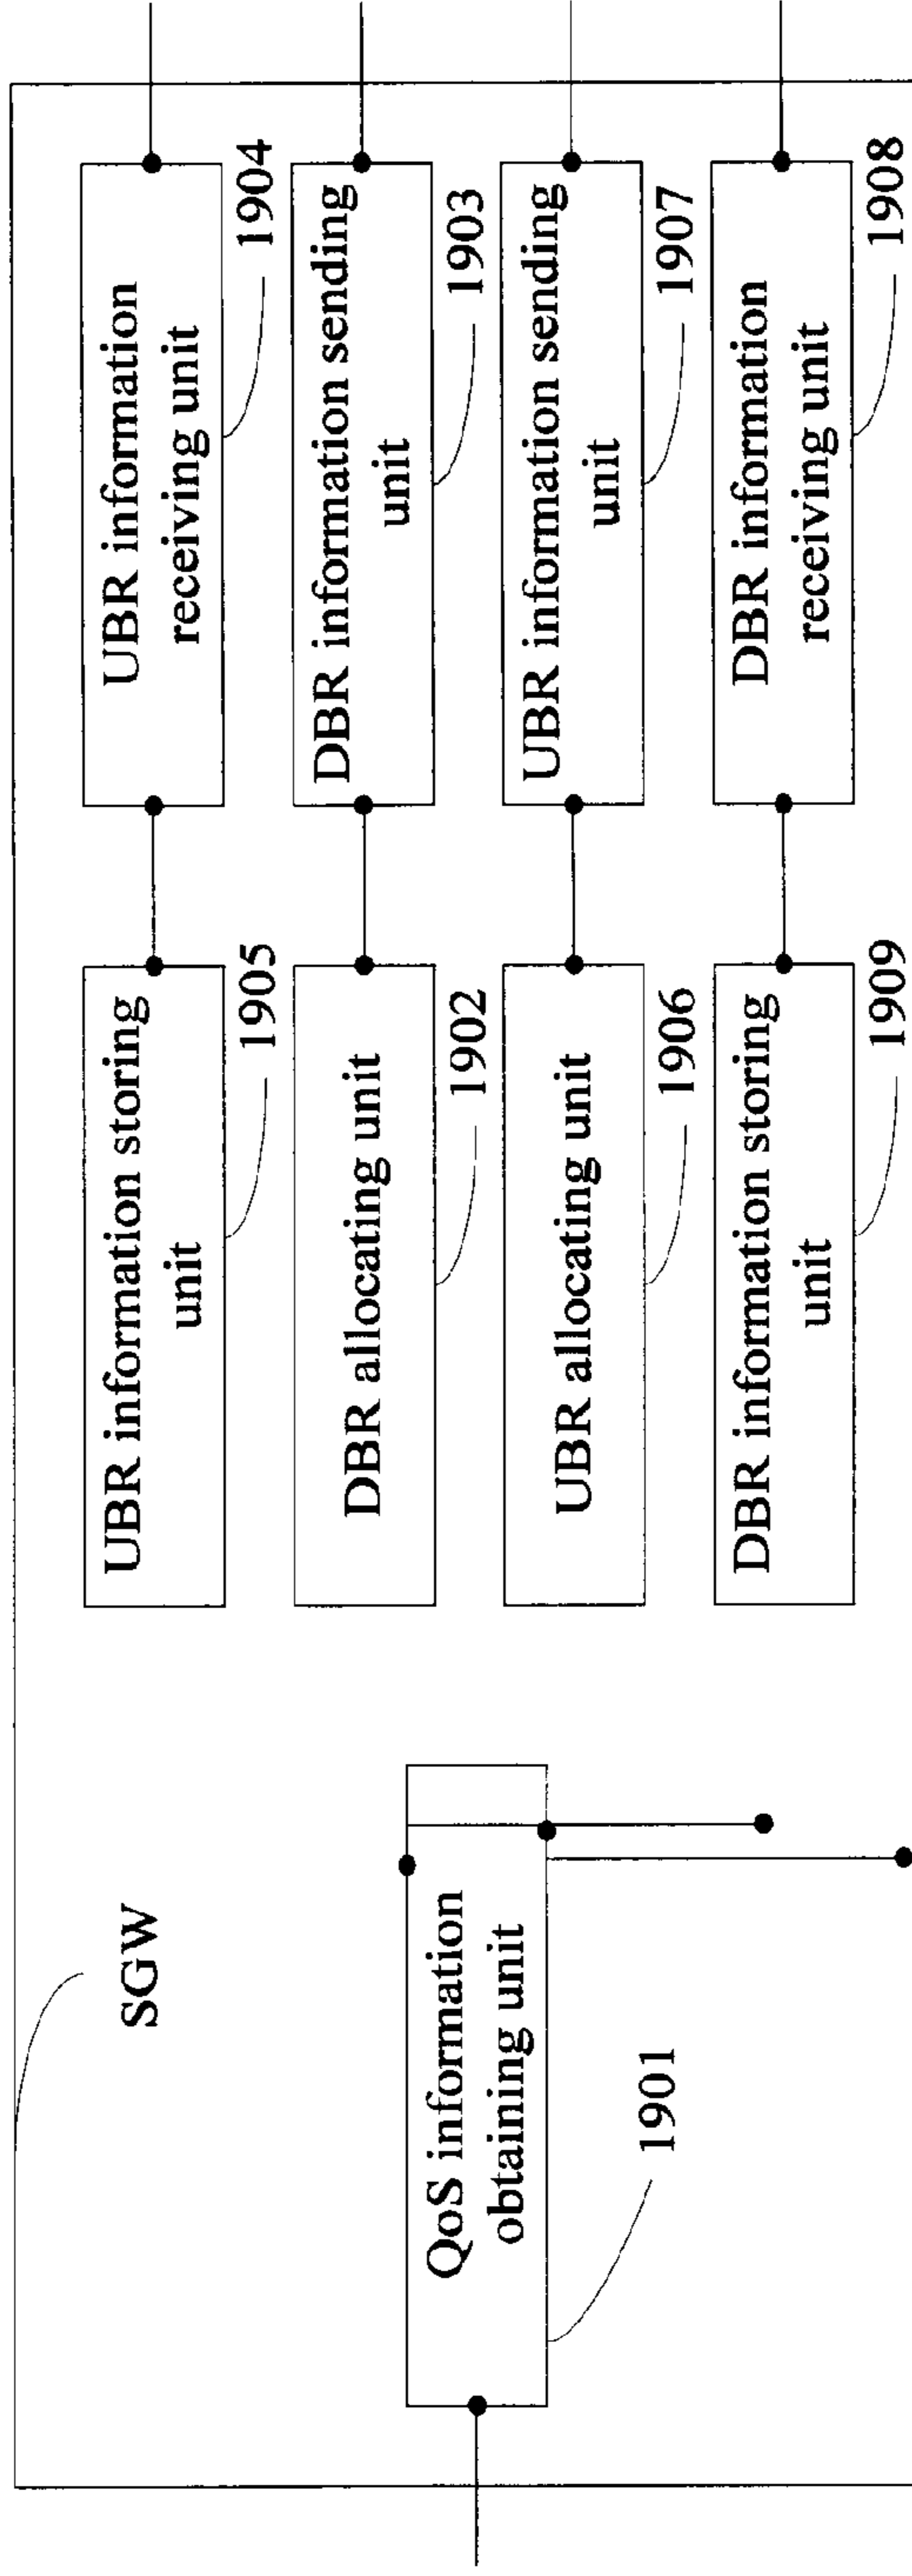 SGW
UBR information storing
unit
1905
UBR information
receiving unit
1904
DBR allocating unit
1902
DBR information sending
unit
1903
QoS information
obtaining unit
1901
UBR allocating unit
1906
UBR information sending
unit
1907
DBR information storing
unit
1909
DBR information
receiving unit
1908